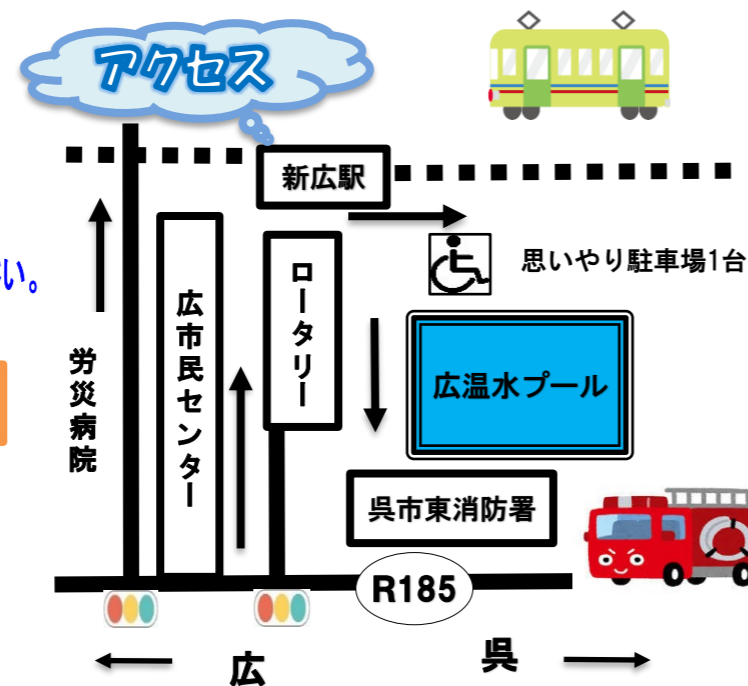 アクセス
新広駅
い。
思いやり駐車場1台
ロータリー
広市民センター
広温水プール
労災病院
呉市東消防署
R185
広
呉